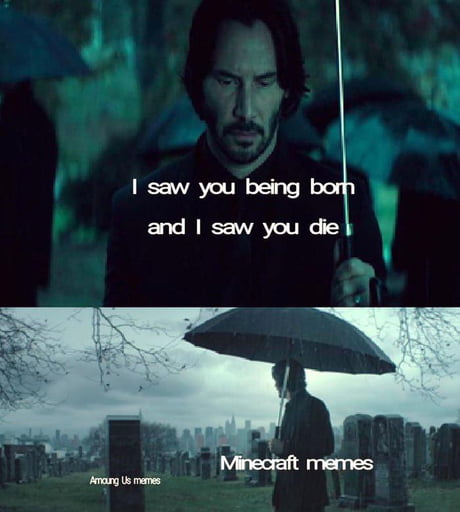 I saw you being born
and I saw you die
Minecraft memes
Amoung Us memes